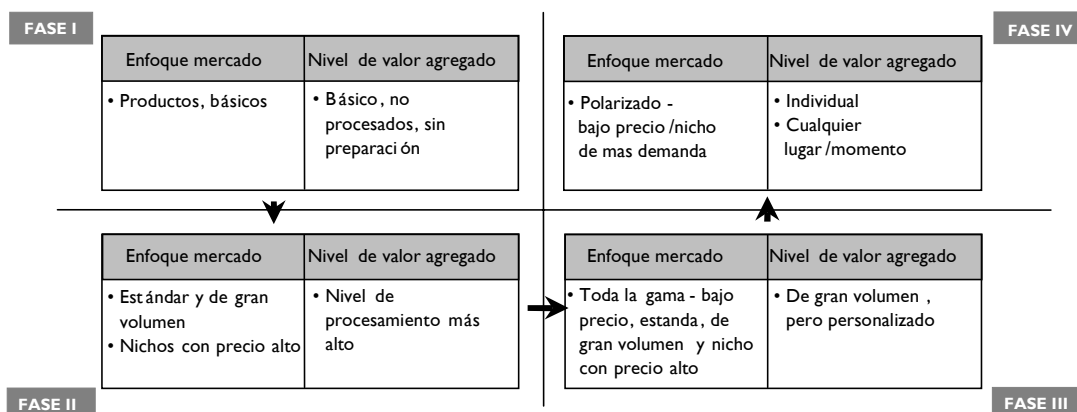 FASE I
Enfoque mercado
Nivel de valor agregado
• Productos, básicos
• Básico, no
procesados, sin
preparación
FASE IV
Enfoque mercado
Nivel de valor agregado
• Polarizado -
bajo precio/nicho
de mas demanda
• Individual
• Cualquier
lugar/momento
FASE II
Enfoque mercado
Nivel de valor agregado
• Estándar y de gran
volumen
• Nichos con precio alto
• Nivel de
procesamiento más
alto
FASE III
Enfoque mercado
Nivel de valor agregado
• Toda la gama - bajo
precio, estanda, de
gran volumen y nicho
con precio alto
• De gran volumen,
pero personalizado